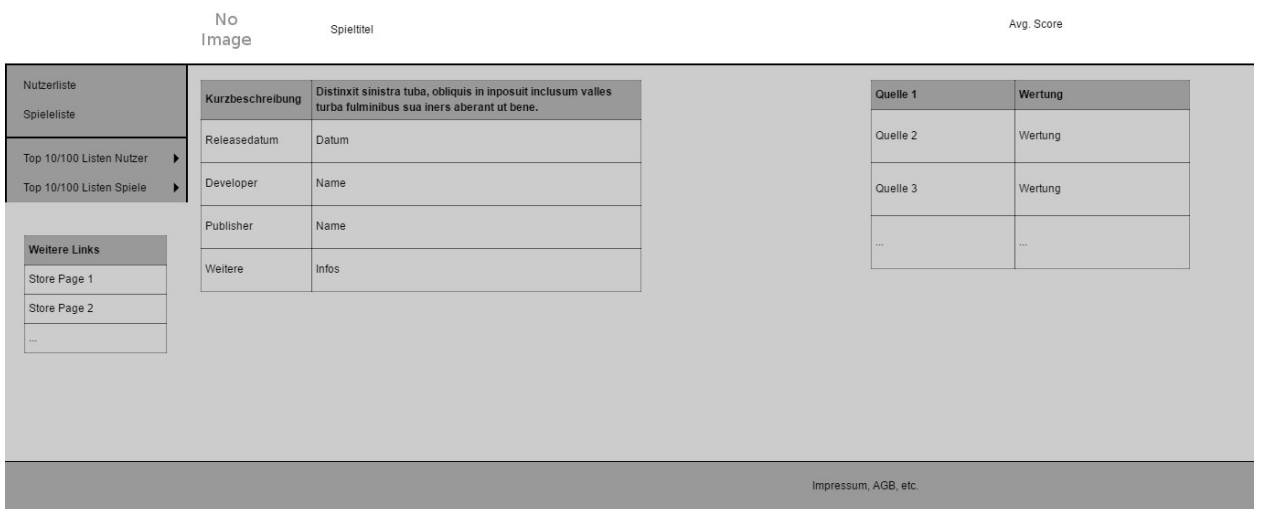 No
Image
Spieltitel
Avg. Score
Nutzerliste
Spieleliste
Top 10/100 Listen Nutzer
Top 10/100 Listen Spiele
Weitere Links
Store Page 1
Store Page 2
...
Kurzbeschreibung
Distinxit sinistra tuba, obliquis in inposuit inclusum valles
turba fulminibus sua iners aberant ut bene.
Releasedatum Datum
Developer Name
Publisher Name
Weitere Infos
Quelle 1 Wertung
Quelle 2 Wertung
Quelle 3 Wertung
... ...
Impressum, AGB, etc.